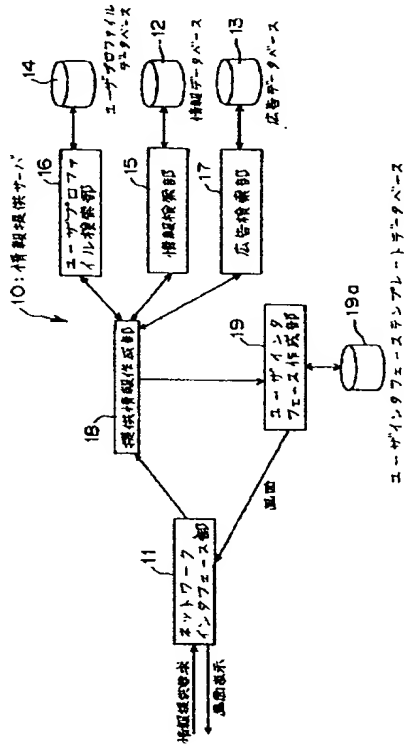 10:情報提供サーバ
14
ユーザプロファイル
データベース
16
ユーザプロファ
イル検索部
12
情報データベース
15
情報検索部
13
広告データベース
17
広告検索部
18
提供情報作成部
19
ユーザインタ
フェース作成部
19a
ユーザインタフェーステンプレートデータベース
画面
11
ネットワーク
インタフェース部
情報提供要求
画面表示